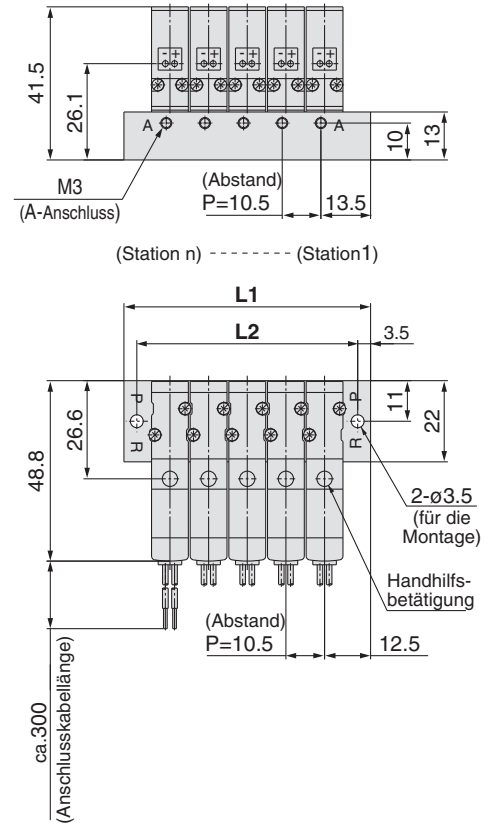 41.5
26.1
- +
- +
- +
- +
- +
A
A
10
13
M3
(A-Anschluss)
(Abstand)
P=10.5
13.5
(Station n) - - - - - - - (Station1)
L1
L2
3.5
P
R
P
R
11
22
26.6
48.8
2-ø3.5
(für die
Montage)
Handhilfs-
betätigung
(Abstand)
P=10.5
12.5
ca.300
(Anschlusskabellänge)